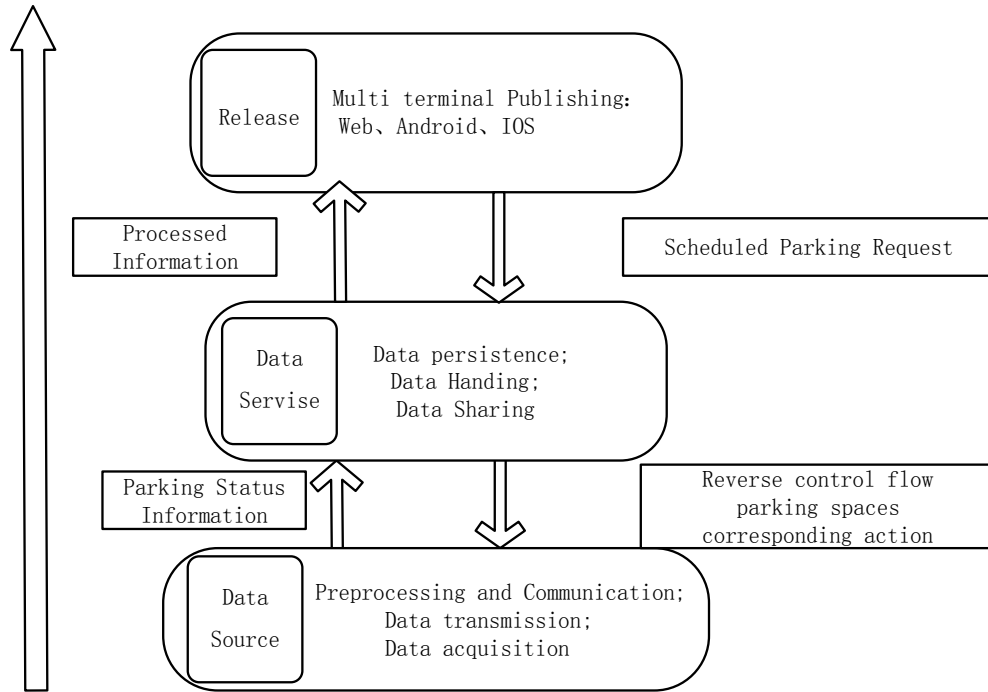 Release
Multi terminal Publishing:
Web、Android、IOS
Processed
Information
Scheduled Parking Request
Data
Servise
Data persistence;
Data Handing;
Data Sharing
Parking Status
Information
Reverse control flow
parking spaces
corresponding action
Data
Source
Preprocessing and Communication;
Data transmission;
Data acquisition